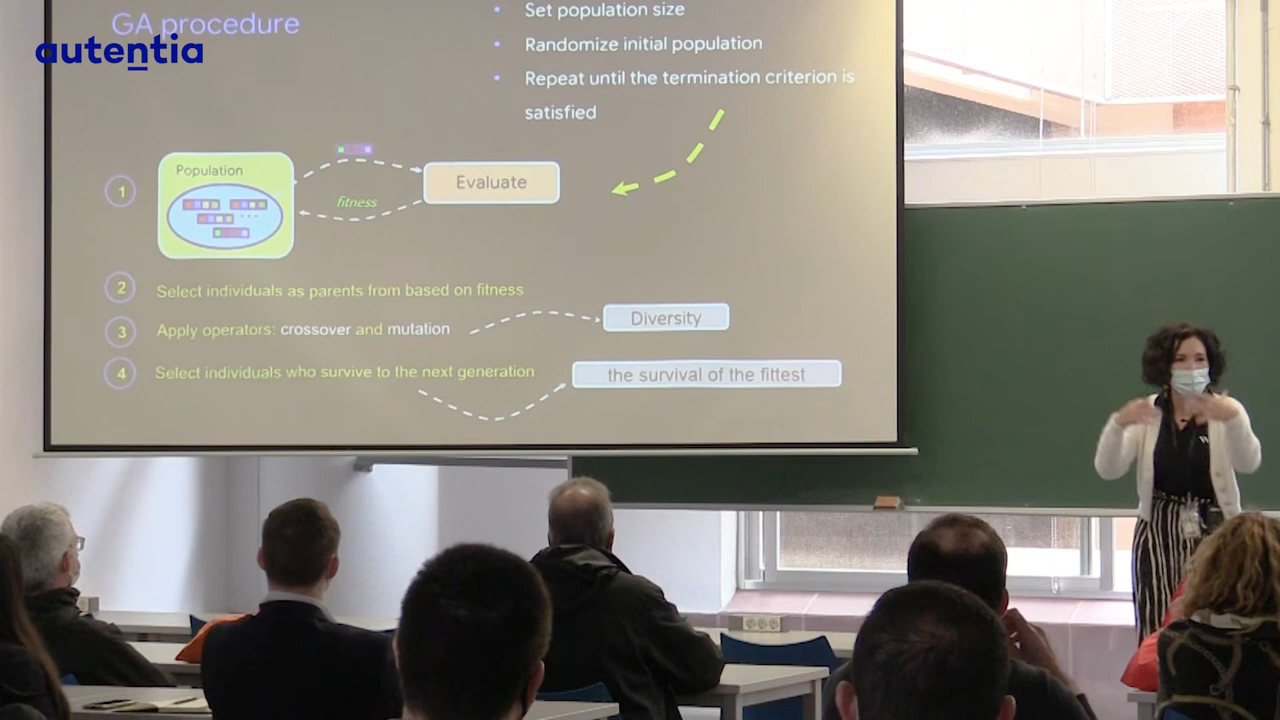 GA procedure
autentia
• Set population size
• Randomize initial population
• Repeat until the termination criterion is
satisfied
1
Population
fitness
Evaluate
2 Select individuals as parents from based on fitness
3 Apply operators: crossover and mutation
Diversity
4 Select individuals who survive to the next generation
the survival of the fittest